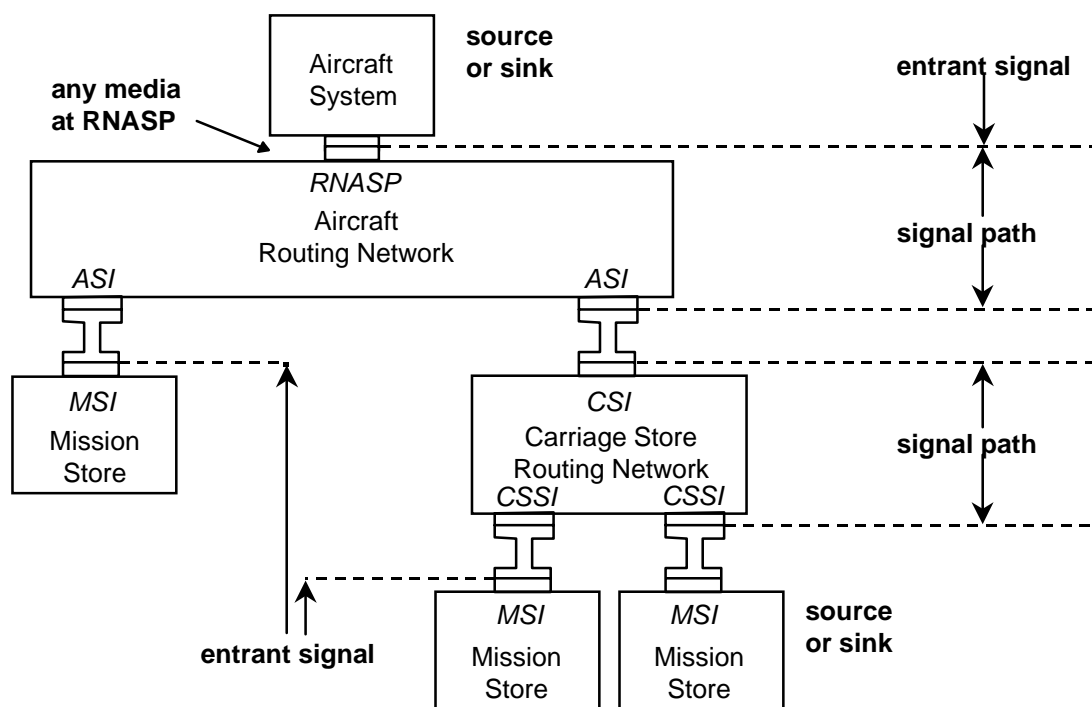 source
or sink
Aircraft
System
entrant signal
any media
at RNASP
RNASP
Aircraft
Routing Network
signal path
ASI
ASI
MSI
Mission
Store
CSI
Carriage Store
Routing Network
signal path
CSSI
CSSI
MSI
Mission
Store
MSI
Mission
Store
source
or sink
entrant signal